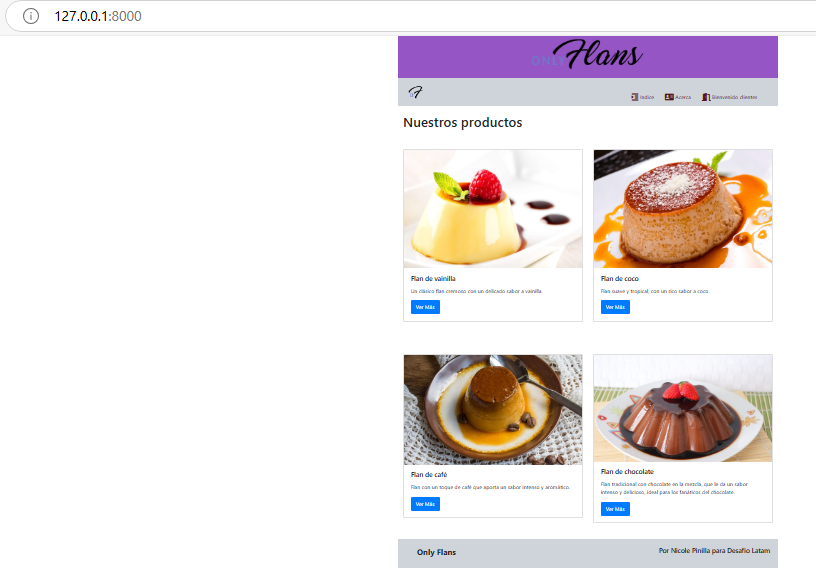 127.0.0.1:8000
ONLY Flans
F
Indice Acerca Bienvenido clientes
Nuestros productos
Flan de vainilla
Un clásico flan cremoso con un delicado sabor a vainilla.
Ver Más
Flan de coco
Flan suave y tropical, con un rico sabor a coco.
Ver Más
Flan de café
Flan con un toque de café que aporta un sabor intenso y aromático.
Ver Más
Flan de chocolate
Flan tradicional con chocolate en la mezcla, que le da un sabor
intenso y delicioso, ideal para los fanáticos del chocolate.
Ver Más
Only Flans
Por Nicole Pinilla para Desafio Latam